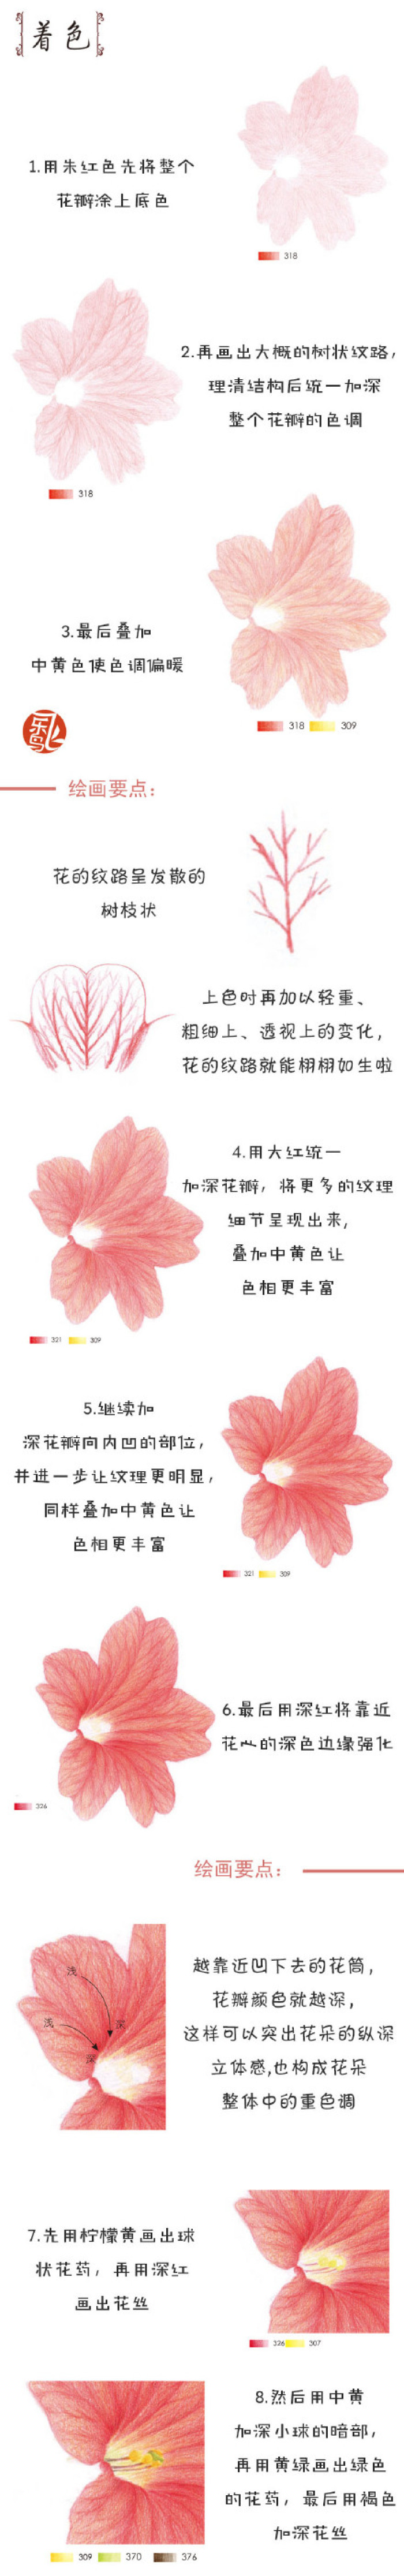 着色
1.用朱红色先将整个
花瓣涂上底色
318
2.再画出大概的树状纹路，
理清结构后统一加深
整个花瓣的色调
318
3.最后叠加
中黄色使色调偏暖
318 309
绘画要点：
花的纹路呈发散的
树枝状
上色时再加以轻重、
粗细上、透视上的变化，
花的纹路就能栩栩如生啦
4.用大红统一
加深花瓣，将更多的纹理
细节呈现出来，
叠加中黄色让
色相更丰富
321 309
5.继续加
深花瓣向内凹的部位，
并进一步让纹理更明显，
同样叠加中黄色让
色相更丰富
321 309
6.最后用深红将靠近
花心的深色边缘强化
326
绘画要点：
浅
浅
深
深
越靠近凹下去的花筒，
花瓣颜色就越深，
这样可以突出花朵的纵深
立体感,也构成花朵
整体中的重色调
7.先用柠檬黄画出球
状花药，再用深红
画出花丝
326 307
8.然后用中黄
加深小球的暗部，
再用黄绿画出绿色
的花药，最后用褐色
加深花丝
309 370 376